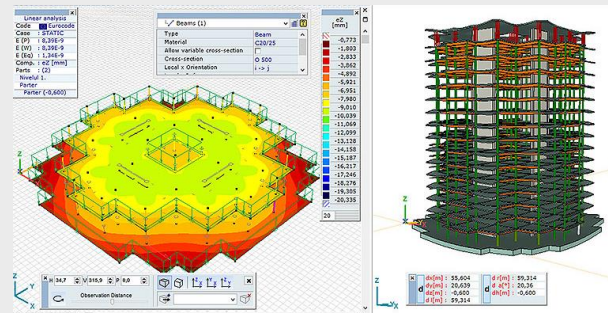 Linear analysis
Code Eurocode
Case : STATIC
E (P) : 8,39E-9
E (W) : 8,39E-9
E (Eq) : 1,34E-9
Comp. : eZ [mm]
Parts : (2)
Nivelul 1.
Parter
Parter (-0,600)
Beams (1)
Type Beam
Material C20/25
Allow variable cross-section
Cross-section O 500
Local x Orientation i -> j
eZ
[mm]
-0,773
-1,803
-2,833
-3,862
-4,892
-5,921
-6,951
-7,980
-9,010
-10,039
-11,069
-12,099
-13,128
-14,158
-15,187
-16,217
-17,246
-18,276
-19,305
-20,335
20
Z
X
Z
Y
X
H 34,7 V 315,9 P 8,0
Observation Distance
Z
X
Z
X
d
dx[m] : 55,604
dy[m] : 20,639
dz[m] : -0,600
d l[m] : 59,314
d
d r[m] : 59,314
d a[°] : 20,36
dh[m] : -0,600